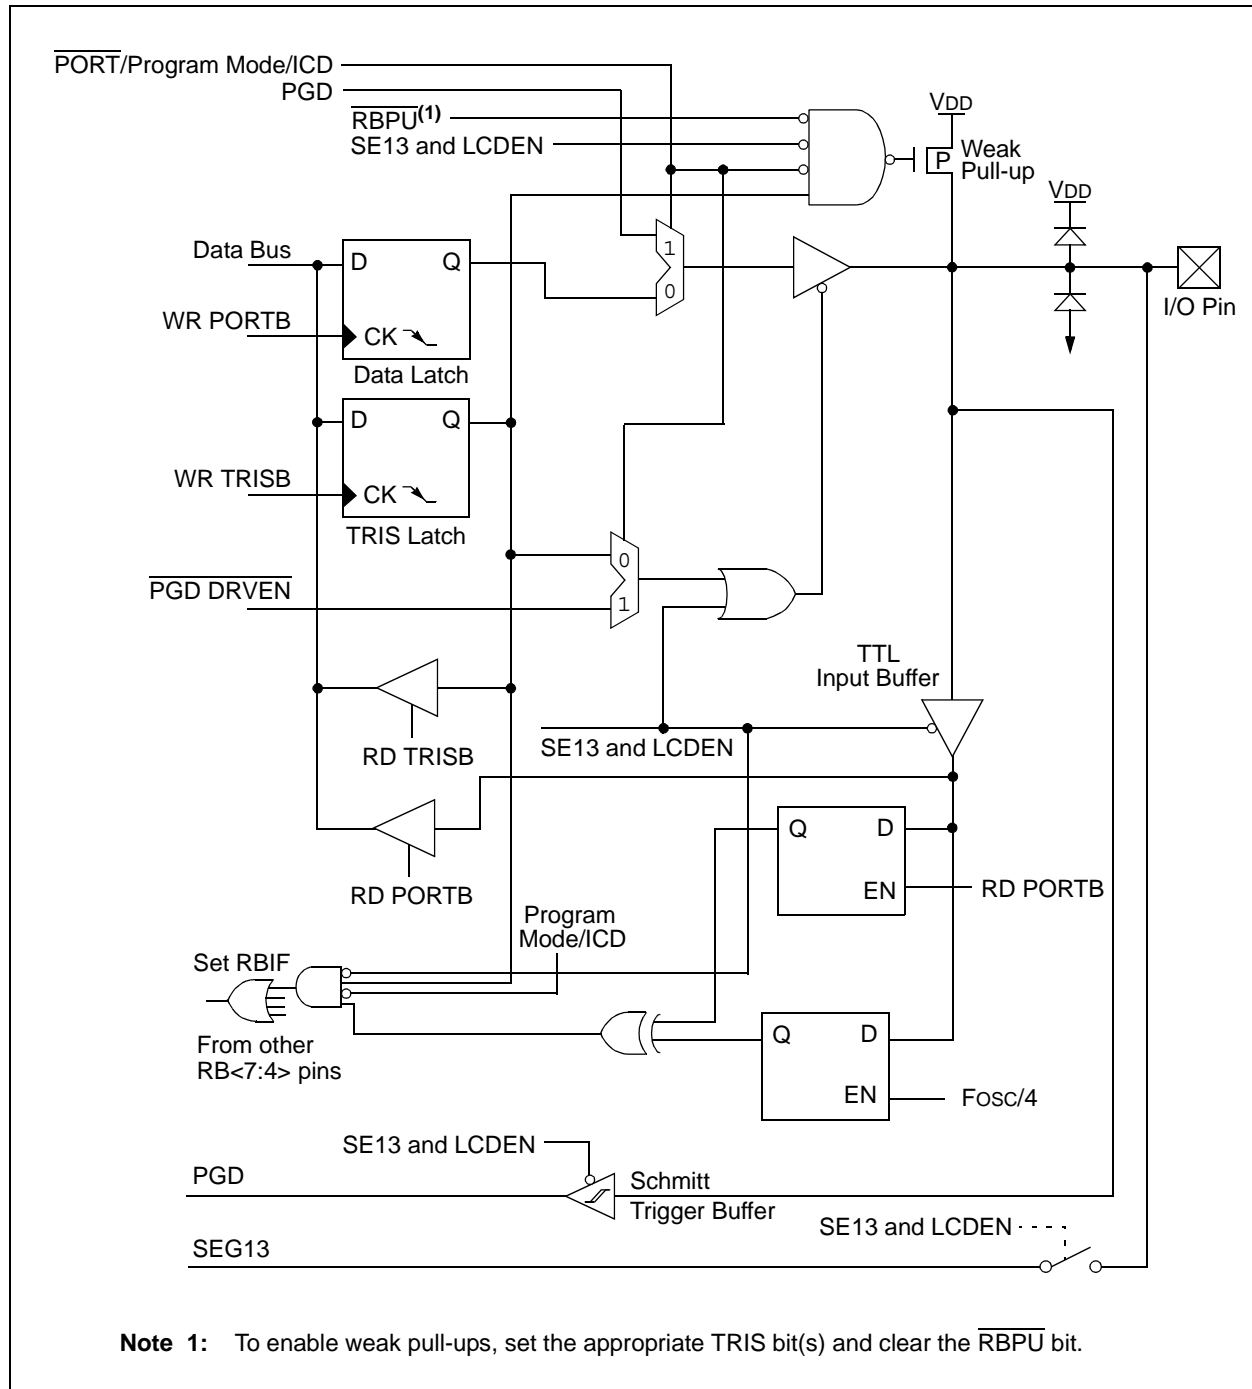 PORT/Program Mode/ICD
PGD
RBPU(1)
SE13 and LCDEN
VDD
P
Weak
Pull-up
VDD
1
0
I/O Pin
Data Bus
D
Q
WR PORTB
CK
Data Latch
D
Q
WR TRISB
CK
TRIS Latch
0
1
PGD DRVEN
TTL
Input Buffer
RD TRISB
SE13 and LCDEN
RD PORTB
Q
D
EN
RD PORTB
Program
Mode/ICD
Set RBIF
From other
RB<7:4> pins
Q
D
EN
FOSC/4
SE13 and LCDEN
PGD
Schmitt
Trigger Buffer
SE13 and LCDEN
SEG13
Note 1: To enable weak pull-ups, set the appropriate TRIS bit(s) and clear the RBPU bit.